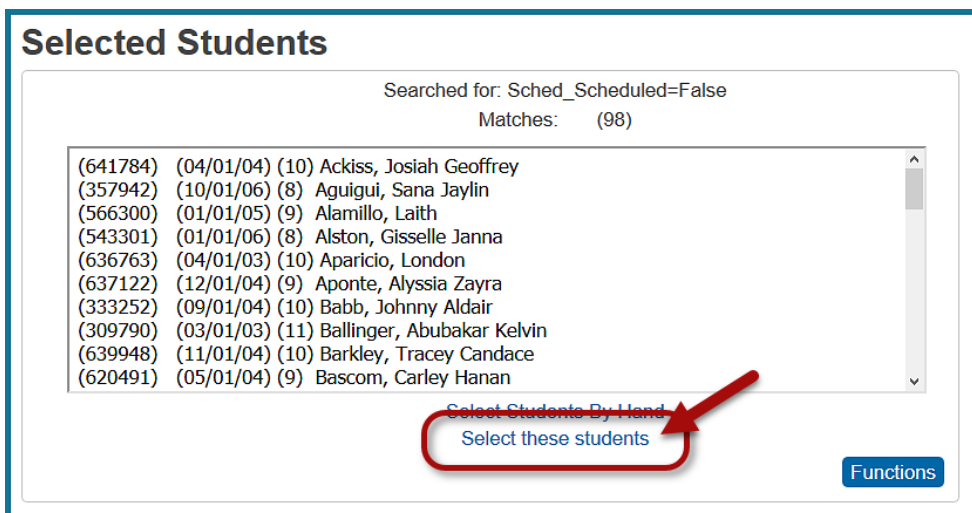 Selected Students
Searched for: Sched_Scheduled=False
Matches: (98)
(641784) (04/01/04) (10) Ackiss, Josiah Geoffrey
(357942) (10/01/06) (8) Aguigui, Sana Jaylin
(566300) (01/01/05) (9) Alamillo, Laith
(543301) (01/01/06) (8) Alston, Gisselle Janna
(636763) (04/01/03) (10) Aparicio, London
(637122) (12/01/04) (9) Aponte, Alyssia Zayra
(333252) (09/01/04) (10) Babb, Johnny Aldair
(309790) (03/01/03) (11) Ballinger, Abubakar Kelvin
(639948) (11/01/04) (10) Barkley, Tracey Candace
(620491) (05/01/04) (9) Bascom, Carley Hanan
Select Students By Hand
Select these students
Functions